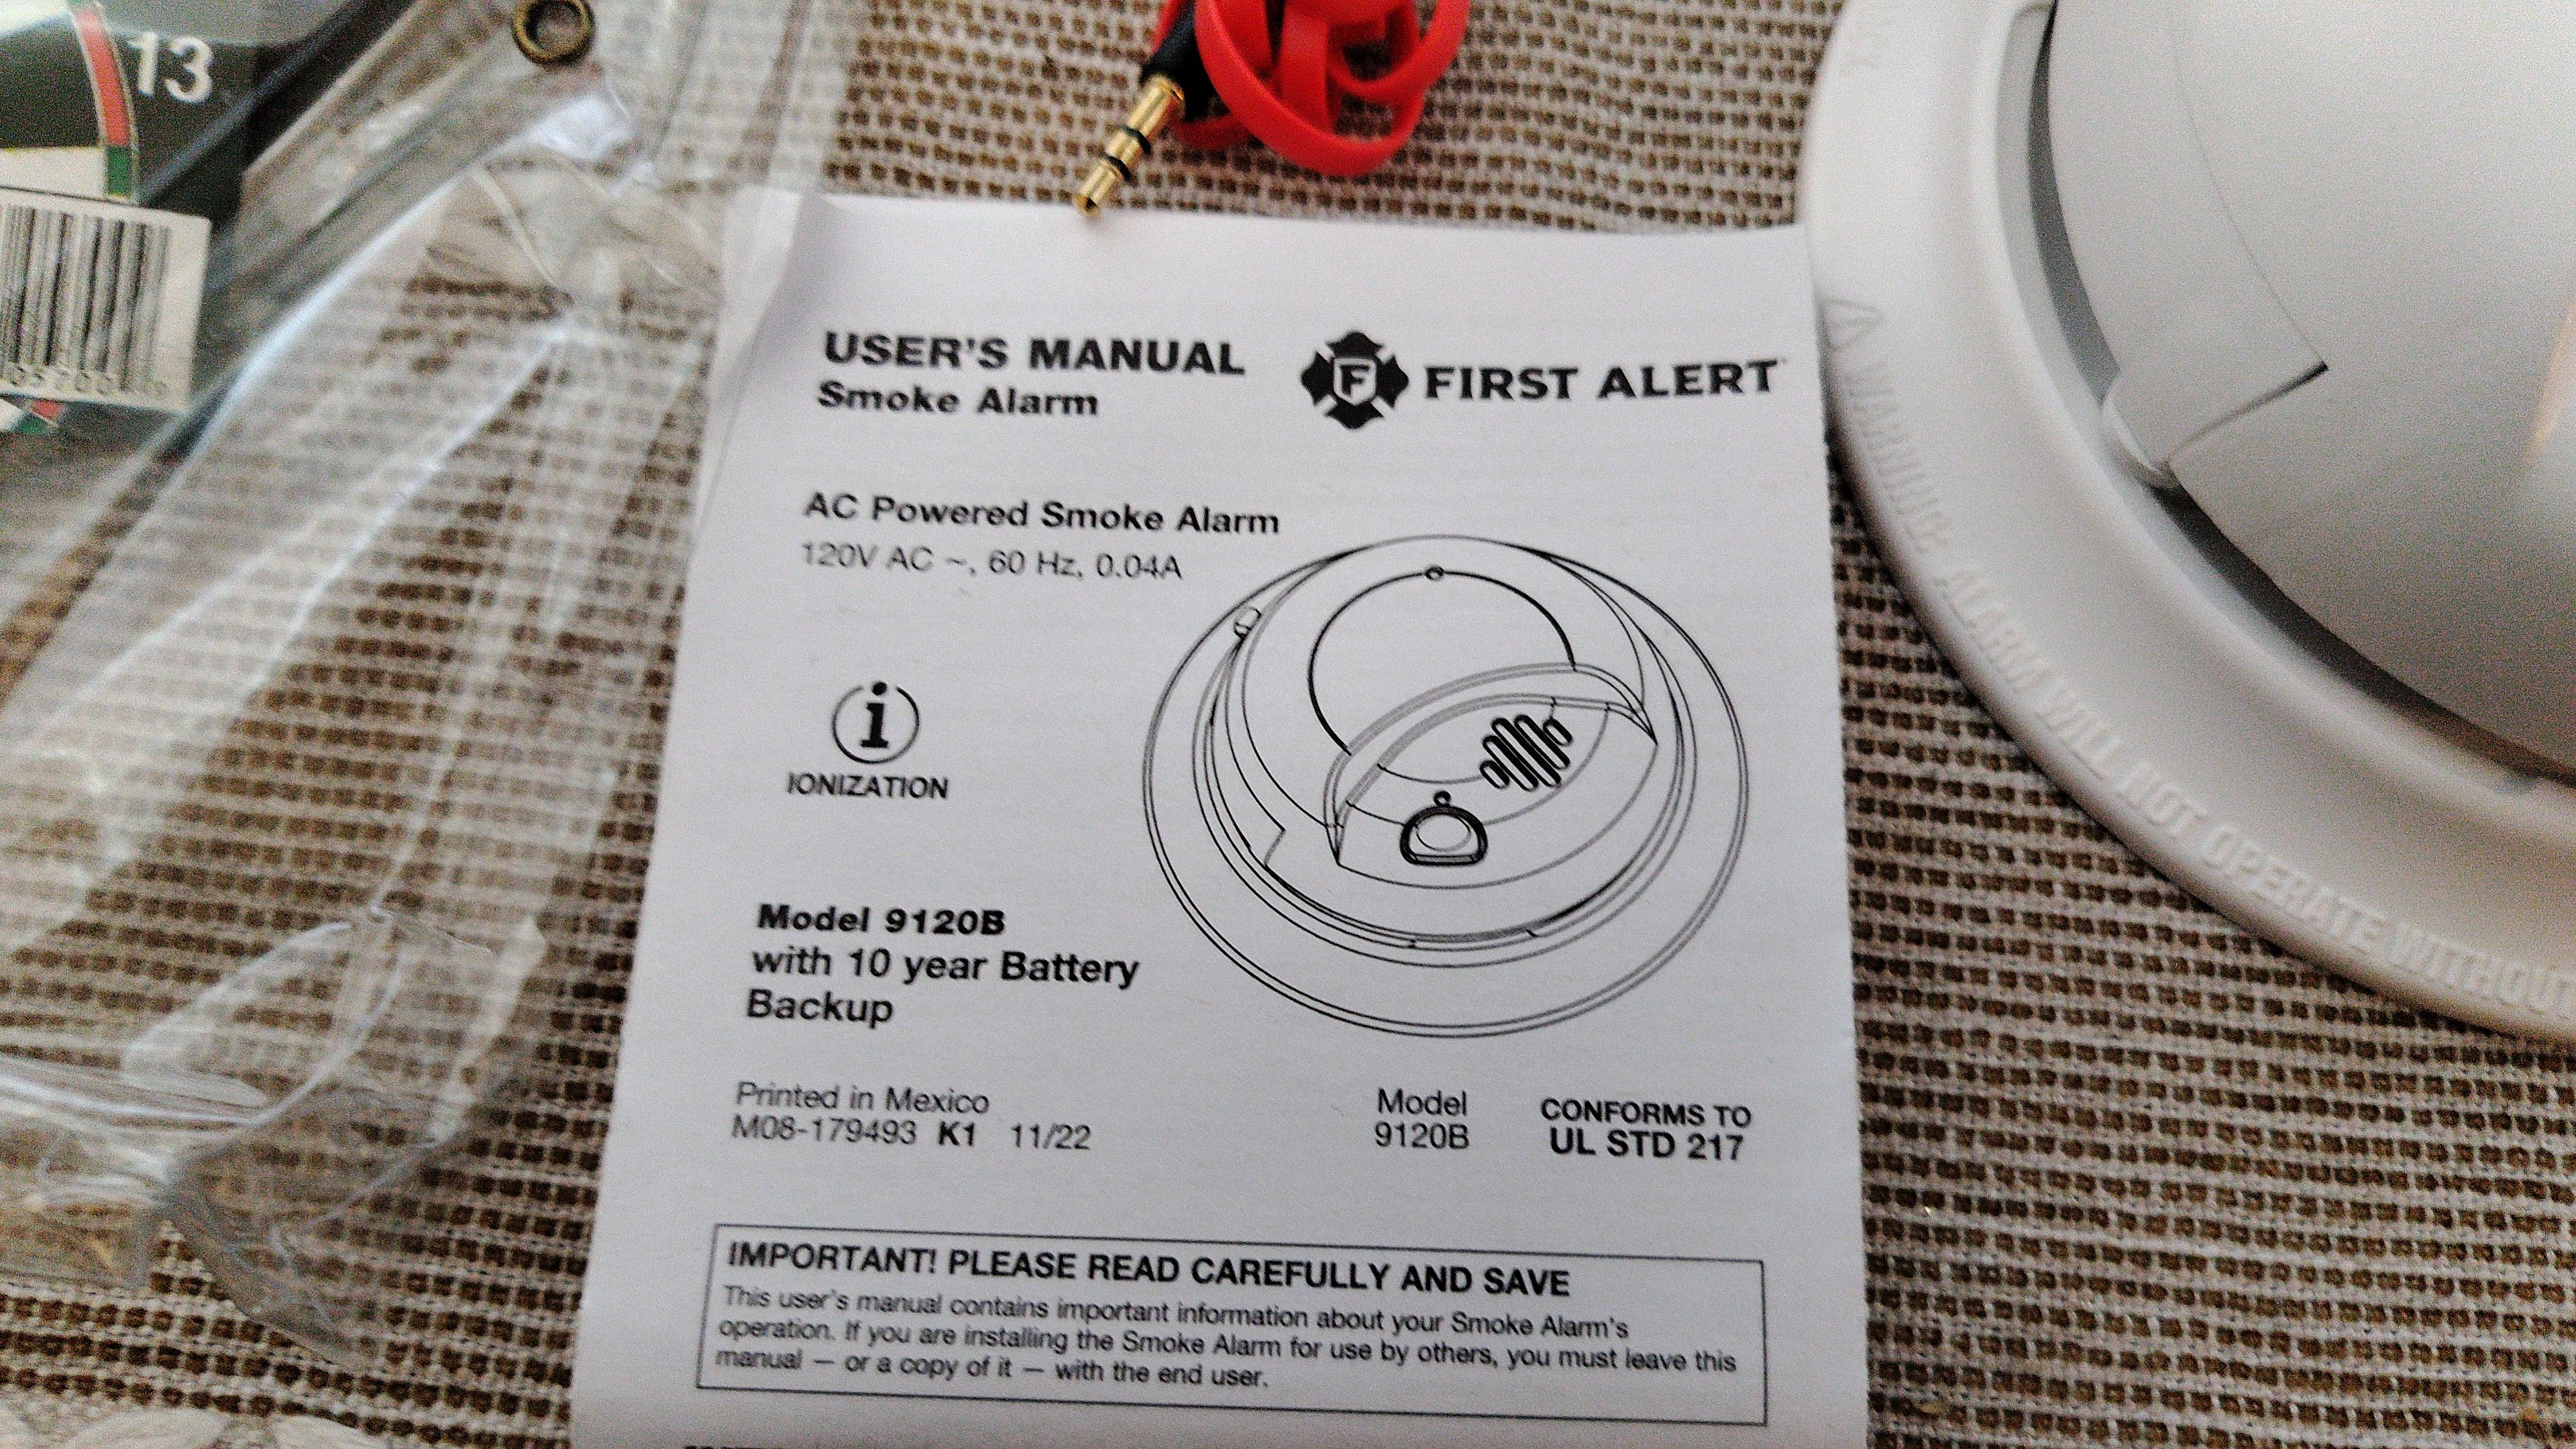 13
USER'S MANUAL
Smoke Alarm
F FIRST ALERT
AC Powered Smoke Alarm
120V AC ~, 60 Hz, 0.04A
i
IONIZATION
Model 9120B
with 10 year Battery
Backup
Printed in Mexico
M08-179493 K1 11/22
Model
9120B
CONFORMS TO
UL STD 217
IMPORTANT! PLEASE READ CAREFULLY AND SAVE
This user's manual contains important information about your Smoke Alarm's
operation. If you are installing the Smoke Alarm for use by others, you must leave this
manual — or a copy of it — with the end user.
WARNING: ALARM WILL NOT OPERATE WITHOUT